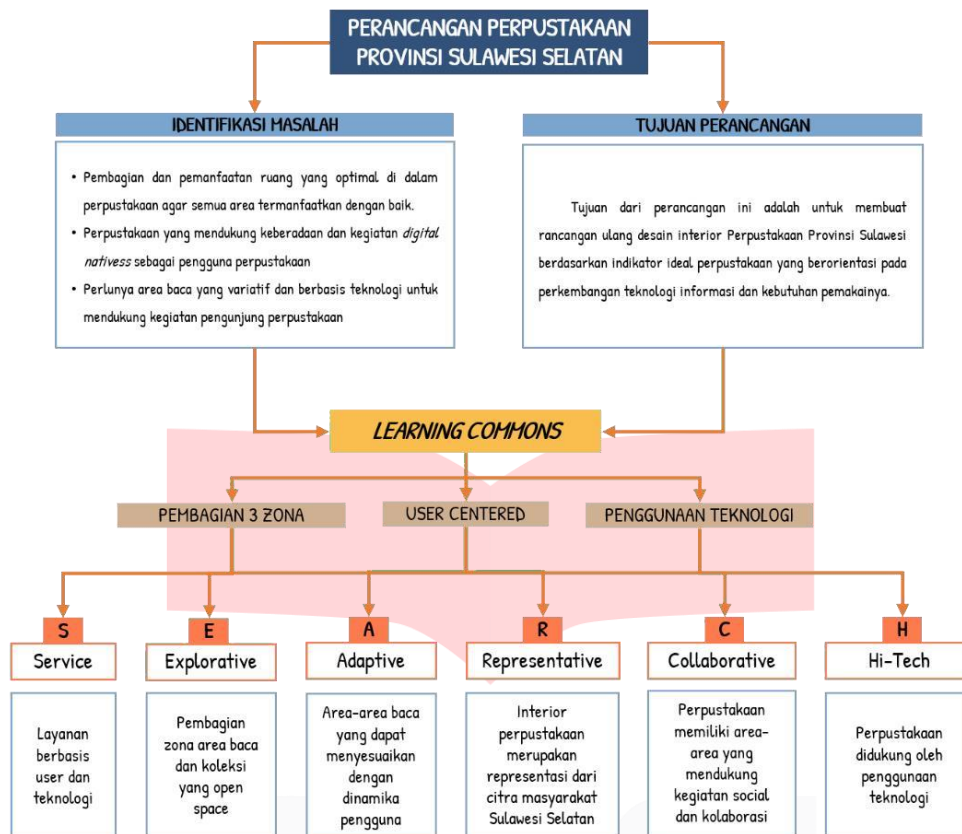 PERANCANGAN PERPUSTAKAAN
PROVINSI SULAWESI SELATAN
IDENTIFIKASI MASALAH
• Pembagian dan pemanfaatan ruang yang optimal di dalam
perpustakaan agar semua area termanfaatkan dengan baik.
• Perpustakaan yang mendukung keberadaan dan kegiatan digital
nativess sebagai pengguna perpustakaan
• Perlunya area baca yang variatif dan berbasis teknologi untuk
mendukung kegiatan pengunjung perpustakaan
TUJUAN PERANCANGAN
Tujuan dari perancangan ini adalah untuk membuat
rancangan ulang desain interior Perpustakaan Provinsi Sulawesi
berdasarkan indikator ideal perpustakaan yang berorientasi pada
perkembangan teknologi informasi dan kebutuhan pemakainya.
LEARNING COMMONS
PEMBAGIAN 3 ZONA
USER CENTERED
PENGGUNAAN TEKNOLOGI
S
Service
Layanan
berbasis
user dan
teknologi
E
Explorative
Pembagian
zona area baca
dan koleksi
yang open
space
A
Adaptive
Area-area baca
yang dapat
menyesuaikan
dengan
dinamika
pengguna
R
Representative
Interior
perpustakaan
merupakan
representasi dari
citra masyarakat
Sulawesi Selatan
C
Collaborative
Perpustakaan
memiliki area-
area yang
mendukung
kegiatan social
dan kolaborasi
H
Hi-Tech
Perpustakaan
didukung oleh
penggunaan
teknologi